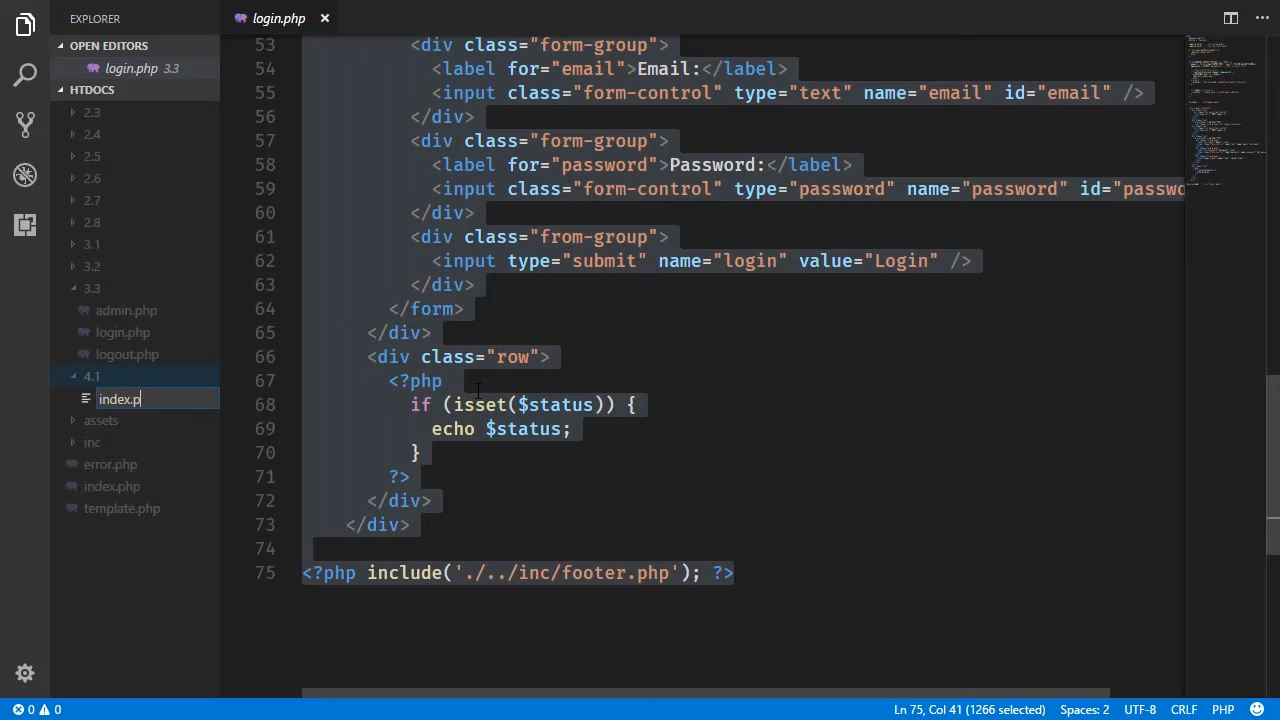 EXPLORER
OPEN EDITORS
login.php 3.3
HTDOCS
2.3
2.4
2.5
2.6
2.7
2.8
3.1
3.2
3.3
admin.php
login.php
logout.php
4.1
index.p
assets
inc
error.php
index.php
template.php
login.php
53 <div class="form-group">
54 <label for="email">Email:</label>
55 <input class="form-control" type="text" name="email" id="email" />
56 </div>
57 <div class="form-group">
58 <label for="password">Password:</label>
59 <input class="form-control" type="password" name="password" id="passwo
60 </div>
61 <div class="from-group">
62 <input type="submit" name="login" value="Login" />
63 </div>
64 </form>
65 </div>
66 <div class="row">
67 <?php
68 if (isset($status)) {
69 echo $status;
70 }
71 ?>
72 </div>
73 </div>
74
75 <?php include('./../inc/footer.php'); ?>
0 0
Ln 75, Col 41 (1266 selected) Spaces: 2 UTF-8 CRLF PHP